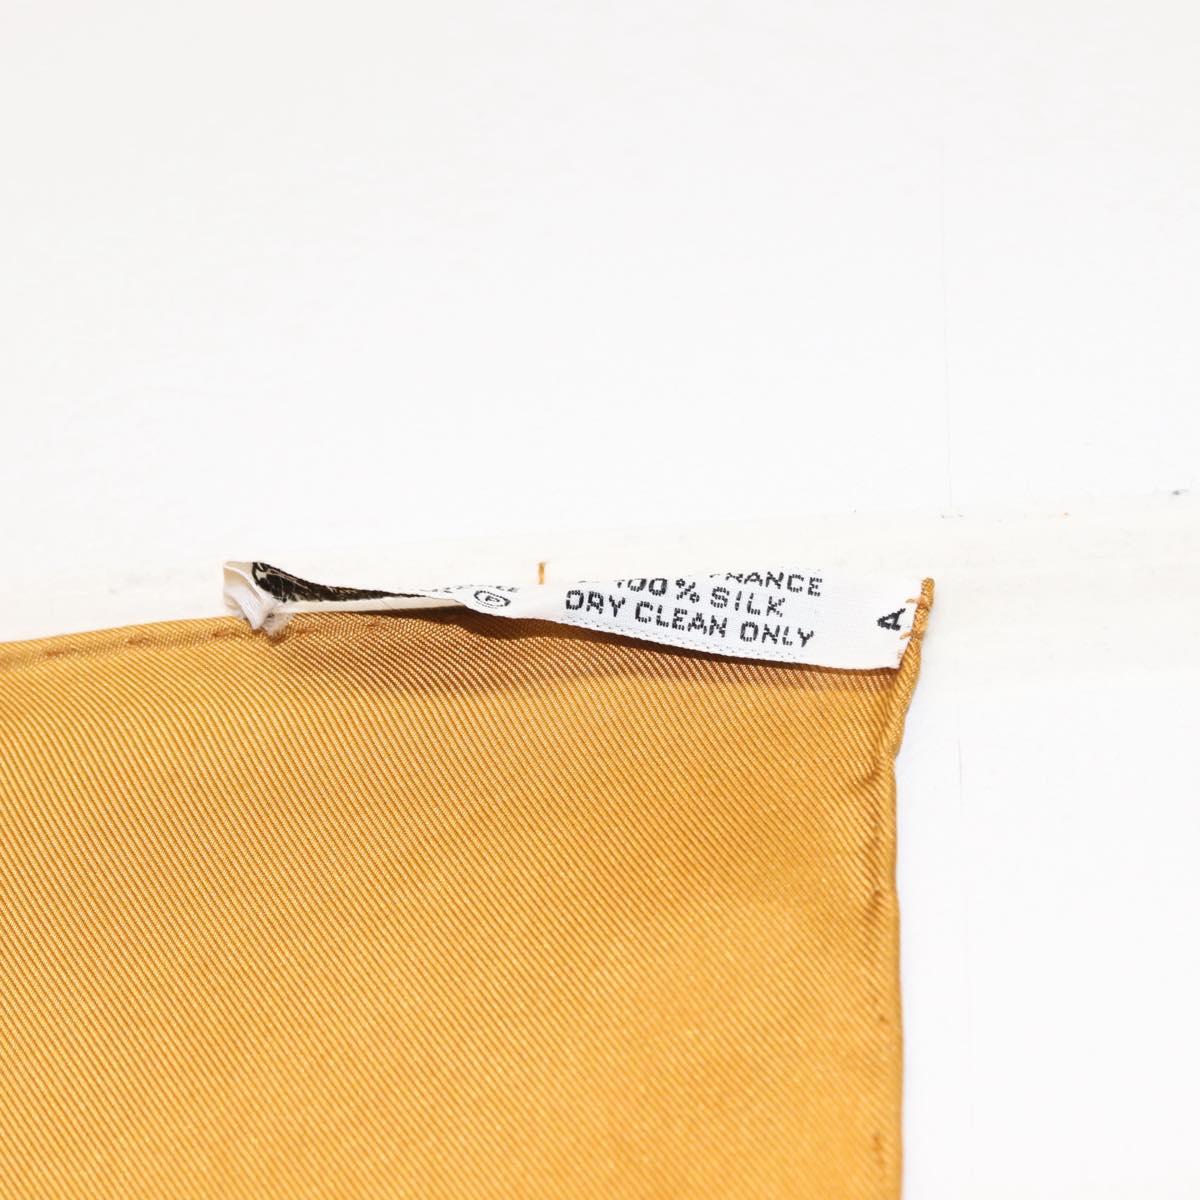 100% SILK
DRY CLEAN ONLY
A
P